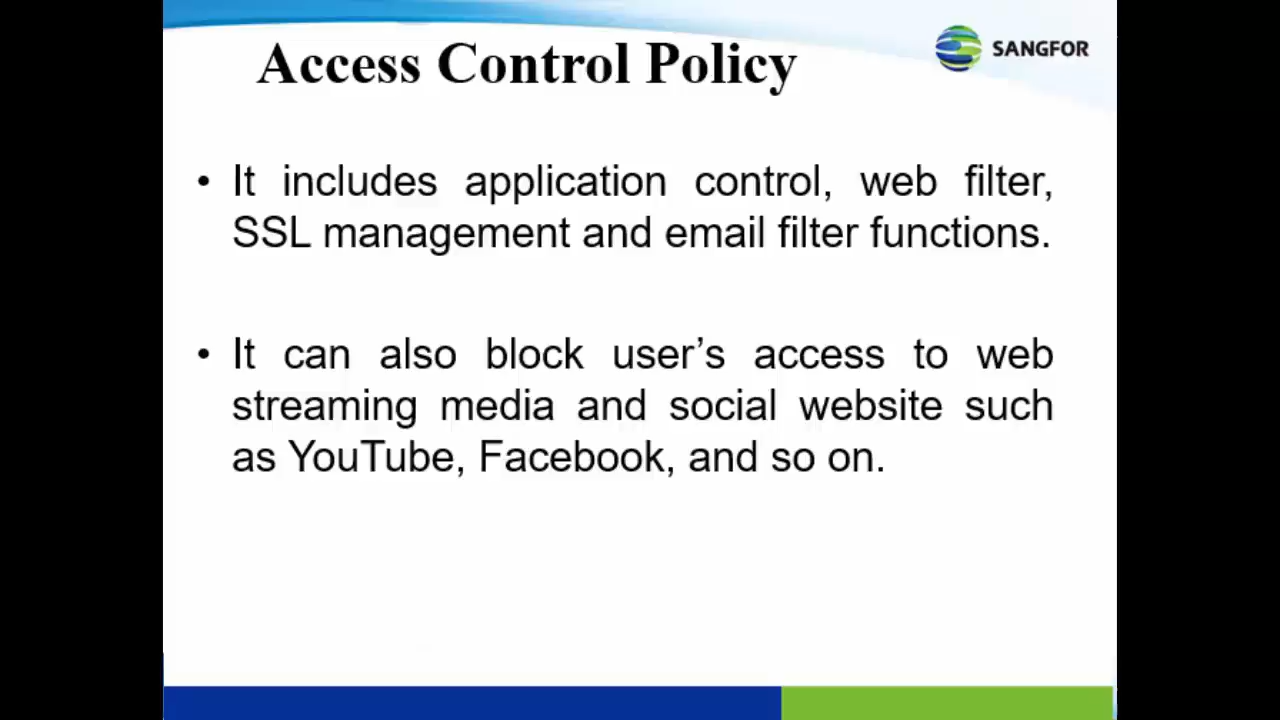 Access Control Policy
SANGFOR
• It includes application control, web filter,
SSL management and email filter functions.
• It can also block user’s access to web
streaming media and social website such
as YouTube, Facebook, and so on.